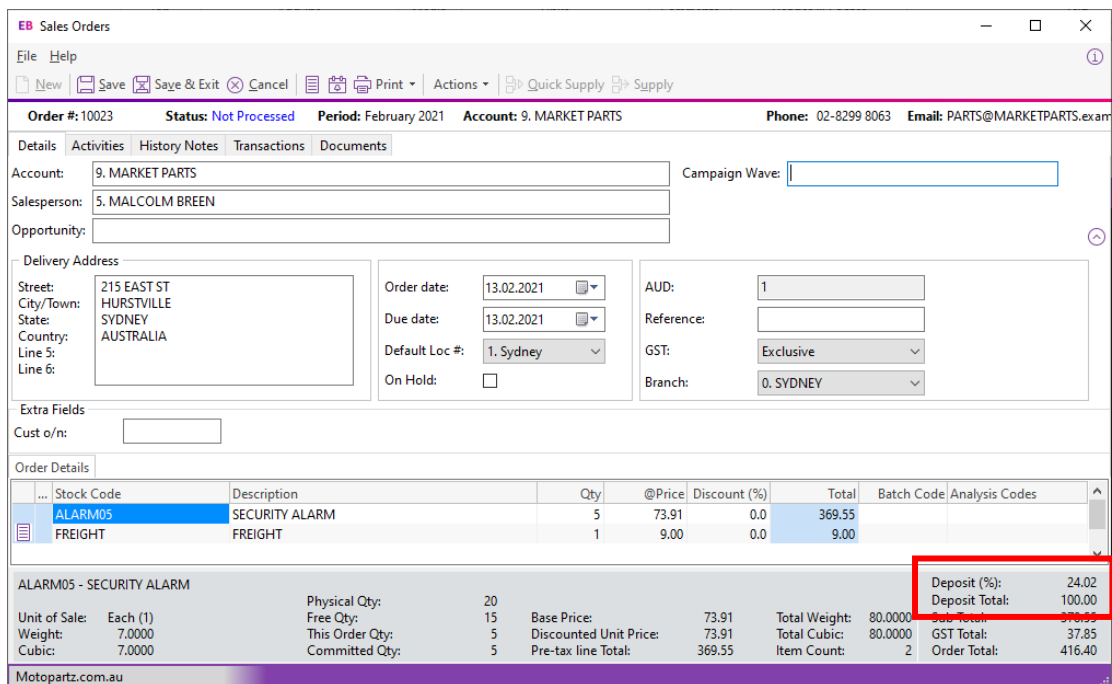 EB Sales Orders
File Help
New Save Save & Exit Cancel Print Actions Quick Supply Supply
Order #: 10023 Status: Not Processed Period: February 2021 Account: 9. MARKET PARTS Phone: 02-8299 8063 Email: PARTS@MARKETPARTS.exam
Details Activities History Notes Transactions Documents
Account: 9. MARKET PARTS Campaign Wave:
Salesperson: 5. MALCOLM BREEN
Opportunity:
Delivery Address
Street: 215 EAST ST Order date: 13.02.2021 AUD: 1
City/Town: HURSTVILLE
State: SYDNEY Due date: 13.02.2021 Reference:
Country: AUSTRALIA
Line 5: Default Loc #: 1. Sydney GST: Exclusive
Line 6:
On Hold: Branch: 0. SYDNEY
Extra Fields
Cust o/n:
Order Details
... Stock Code Description Qty @Price Discount (%) Total Batch Code Analysis Codes
ALARM05 SECURITY ALARM 5 73.91 0.0 369.55
FREIGHT FREIGHT 1 9.00 0.0 9.00
ALARM05 - SECURITY ALARM Deposit (%): 24.02
Physical Qty: 20 Deposit Total: 100.00
Unit of Sale: Each (1) Free Qty: 15 Base Price: 73.91 Total Weight: 80.0000 Sub Total: 378.55
Weight: 7.0000 This Order Qty: 5 Discounted Unit Price: 73.91 Total Cubic: 80.0000 GST Total: 37.85
Cubic: 7.0000 Committed Qty: 5 Pre-tax line Total: 369.55 Item Count: 2 Order Total: 416.40
Motopartz.com.au